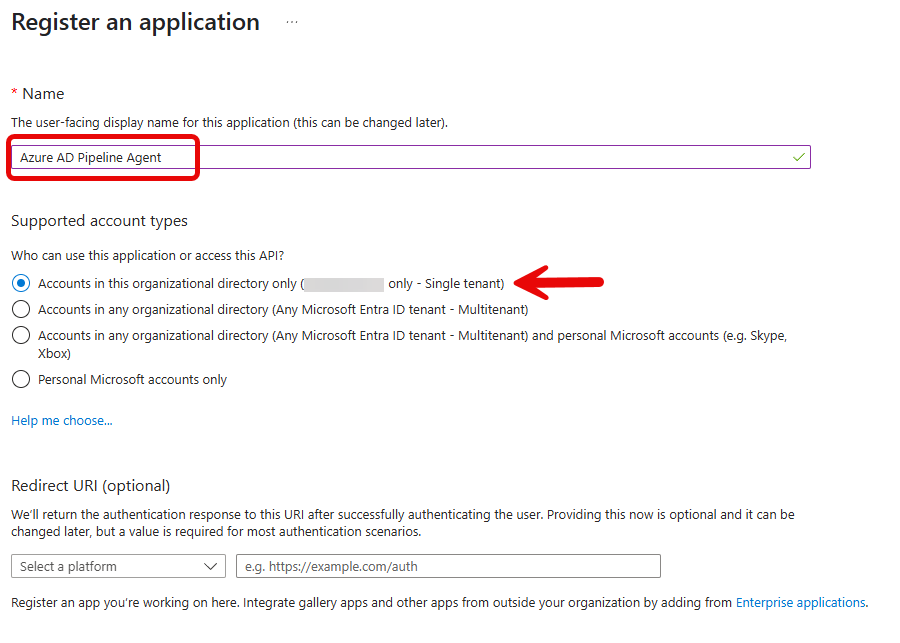 Register an application ...
* Name
The user-facing display name for this application (this can be changed later).
Azure AD Pipeline Agent
Supported account types
Who can use this application or access this API?
Accounts in this organizational directory only ( only - Single tenant)
Accounts in any organizational directory (Any Microsoft Entra ID tenant - Multitenant)
Accounts in any organizational directory (Any Microsoft Entra ID tenant - Multitenant) and personal Microsoft accounts (e.g. Skype,
Xbox)
Personal Microsoft accounts only
Help me choose...
Redirect URI (optional)
We'll return the authentication response to this URI after successfully authenticating the user. Providing this now is optional and it can be
changed later, but a value is required for most authentication scenarios.
Select a platform
e.g. https://example.com/auth
Register an app you're working on here. Integrate gallery apps and other apps from outside your organization by adding from Enterprise applications.